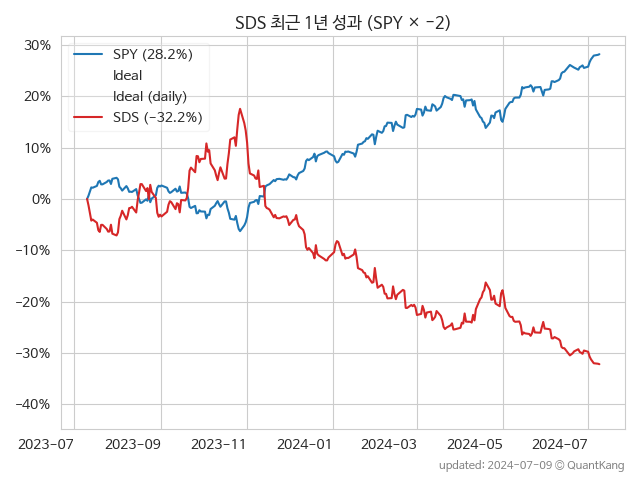 SDS 최근 1년 성과 (SPY × −2)
30%
20%
10%
0%
−10%
−20%
−30%
−40%
SPY (28.2%)
Ideal
Ideal (daily)
SDS (−32.2%)
2023-07 2023-09 2023-11 2024-01 2024-03 2024-05 2024-07
updated: 2024-07-09 © QuantKang